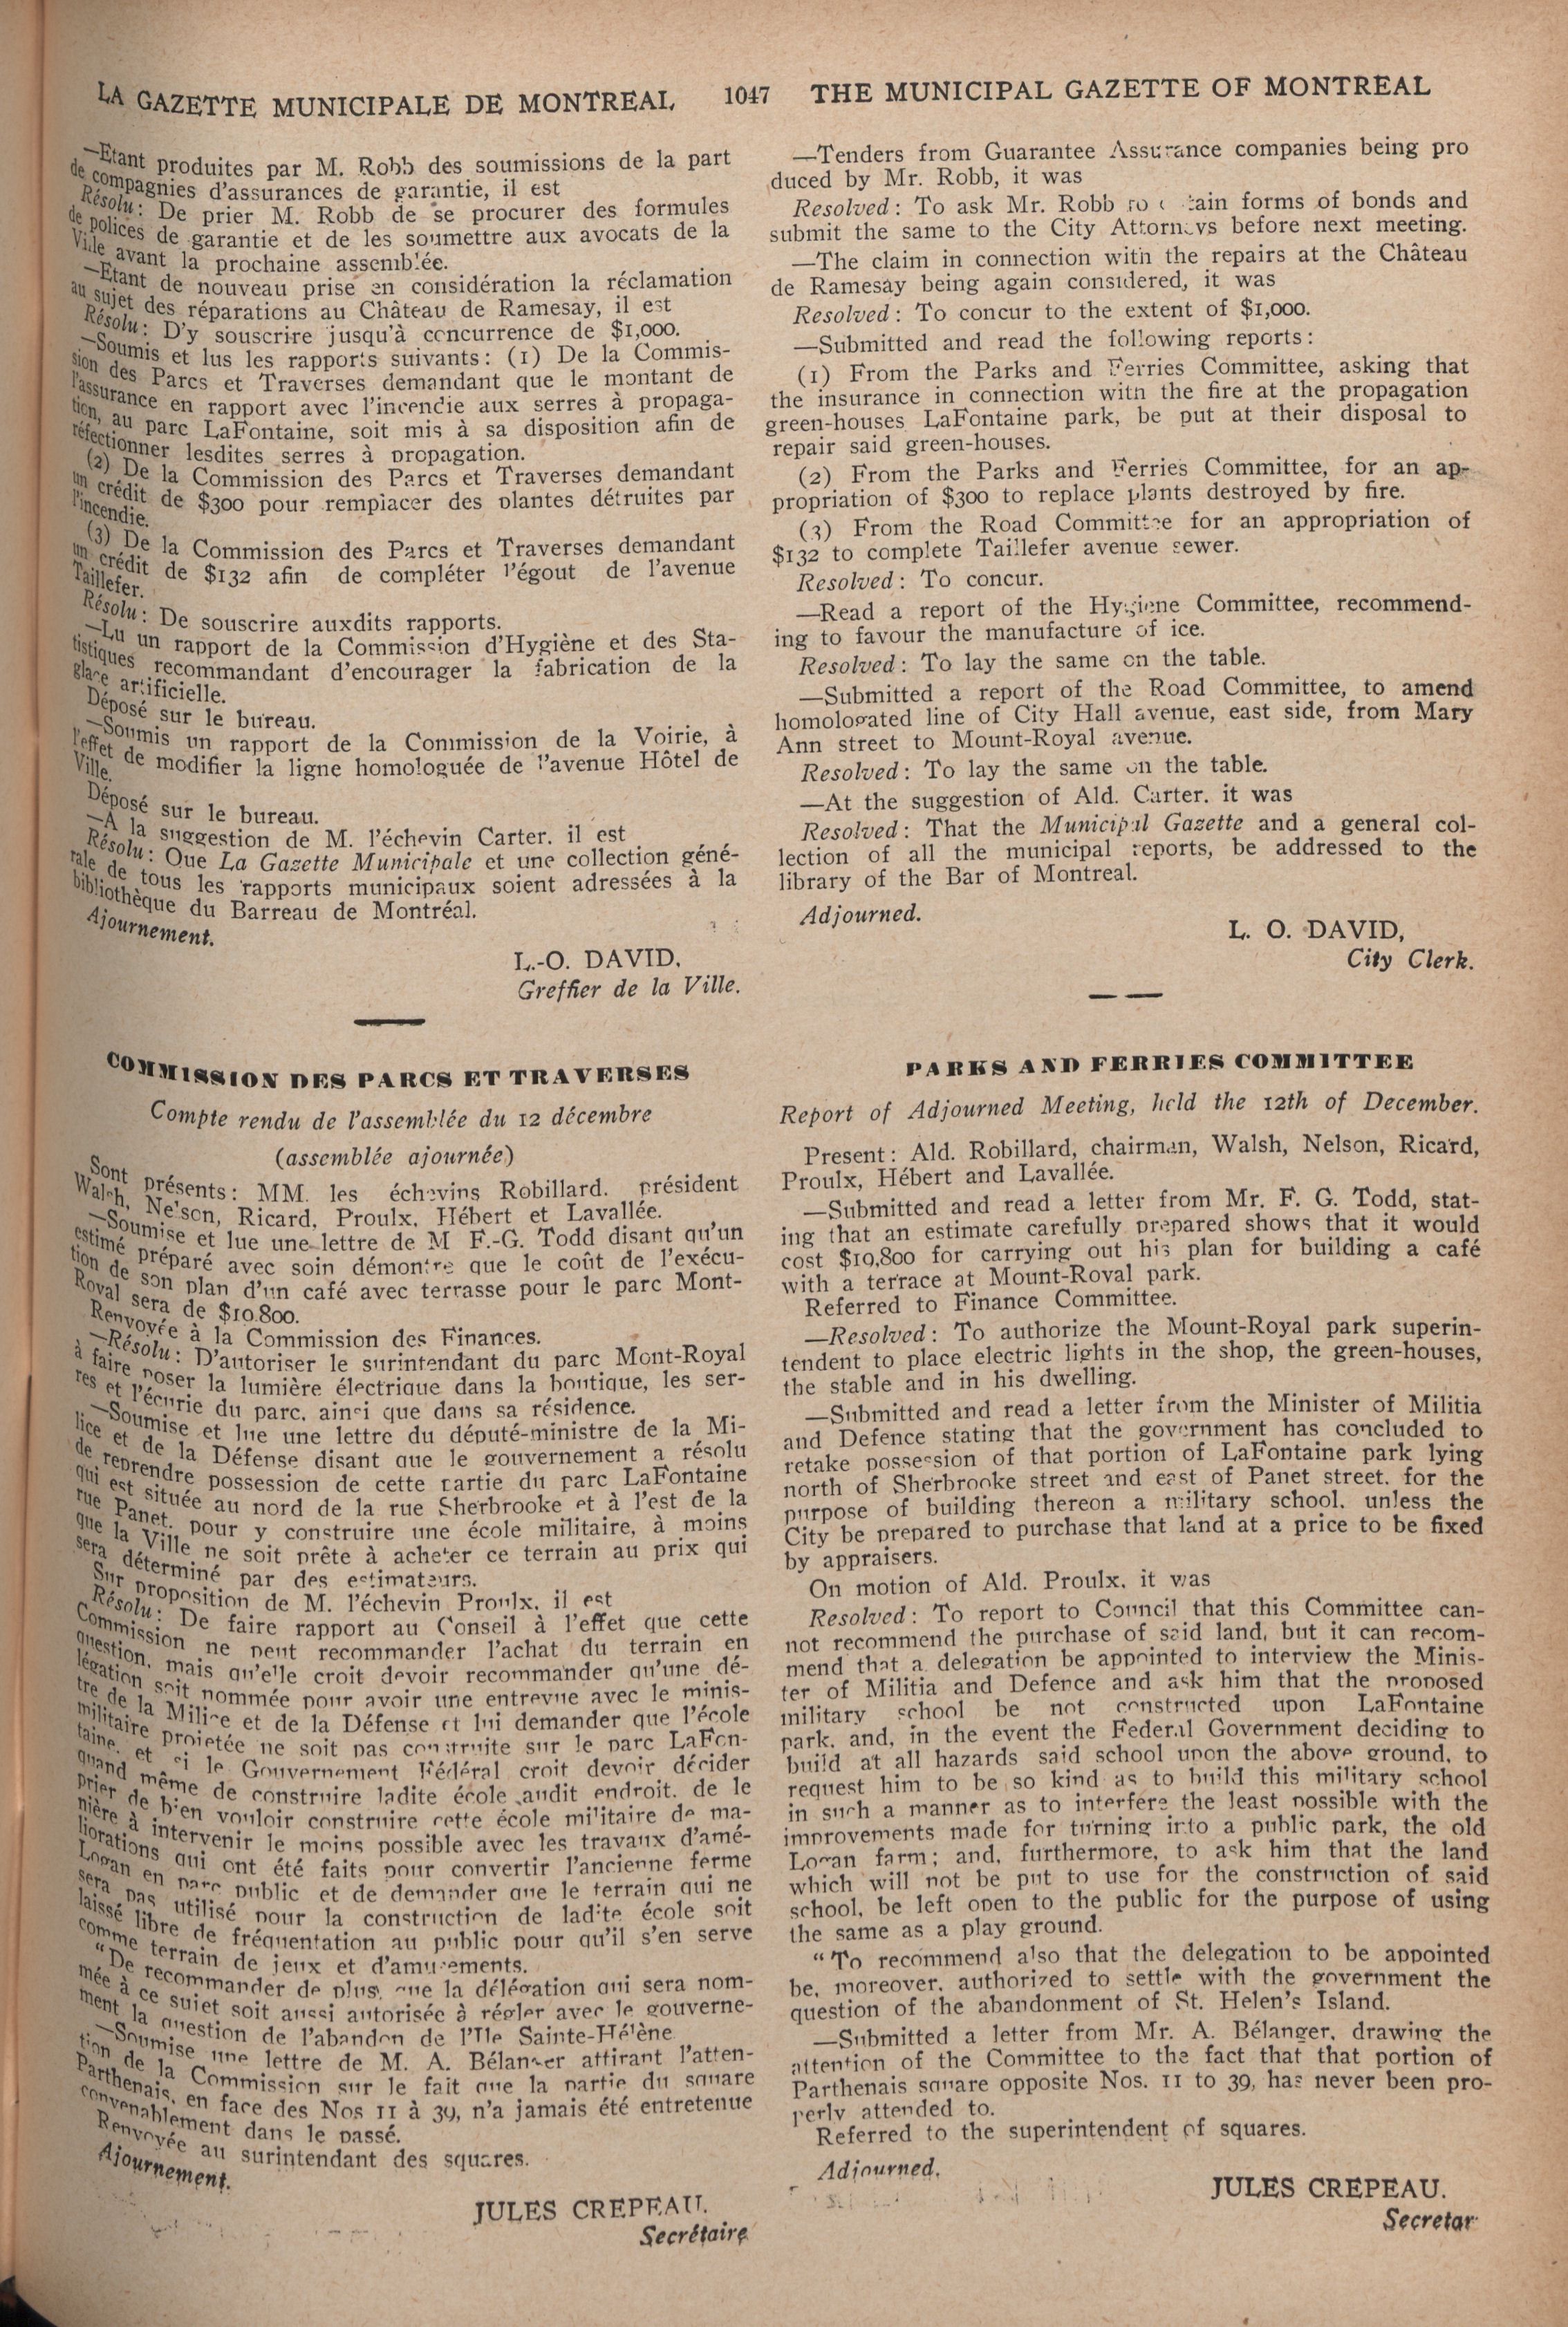 LA GAZETTE MUNICIPALE DE MONTREAL 1047 THE MUNICIPAL GAZETTE OF MONTREAL
—Etant produites par M. Robb des soumissions de la part
de compagnies d'assurances de garantie, il est
Résolu: De prier M. Robb de se procurer des formules
de polices de garantie et de les soumettre aux avocats de la
Ville avant la prochaine assemblée.
—Etant de nouveau prise en considération la réclamation
au sujet des réparations au Château de Ramesay, il est
Résolu: D'y souscrire jusqu'à concurrence de $1,000.
—Soumis et lus les rapports suivants: (1) De la Commis-
sion des Parcs et Traverses demandant que le montant de
l'assurance en rapport avec l'incendie aux serres à propaga-
tion, au parc LaFontaine, soit mis à sa disposition afin de
réfectionner lesdites serres à propagation.
(2) De la Commission des Parcs et Traverses demandant
un crédit de $300 pour remplacer des plantes détruites par
l'incendie.
(3) De la Commission des Parcs et Traverses demandant
un crédit de $132 afin de compléter l'égout de l'avenue
Taillefer.
Résolu: De souscrire auxdits rapports.
—Lu un rapport de la Commission d'Hygiène et des Sta-
tistiques recommandant d'encourager la fabrication de la
glace artificielle.
Déposé sur le bureau.
—Soumis un rapport de la Commission de la Voirie, à
l'effet de modifier la ligne homologuée de l'avenue Hôtel de
Ville.
Déposé sur le bureau.
—A la suggestion de M. l'échevin Carter. il est
Résolu: Que La Gazette Municipale et une collection géné-
rale de tous les rapports municipaux soient adressées à la
bibliothèque du Barreau de Montréal.
Ajournement.
L.-O. DAVID,
Greffier de la Ville.
COMMISSION DES PARCS ET TRAVERSES
Compte rendu de l'assemblée du 12 décembre
(assemblée ajournée)
Sont présents: MM. les échevins Robillard. président
Walsh, Nelson, Ricard, Proulx, Hébert et Lavallée.
—Soumise et lue une lettre de M F.-G. Todd disant qu'un
estimé préparé avec soin démontre que le coût de l'exécu-
tion de son plan d'un café avec terrasse pour le parc Mont-
Royal sera de $10.800.
Renvoyée à la Commission des Finances.
—Résolu: D'autoriser le surintendant du parc Mont-Royal
à faire poser la lumière électrique dans la boutique, les ser-
res et l'écurie du parc, ainsi que dans sa résidence.
—Soumise et lue une lettre du député-ministre de la Mi-
lice et de la Défense disant que le gouvernement a résolu
de reprendre possession de cette partie du parc LaFontaine
qui est située au nord de la rue Sherbrooke et à l'est de la
rue Panet, pour y construire une école militaire, à moins
que la Ville ne soit prête à acheter ce terrain au prix qui
sera déterminé par des estimateurs.
Sur proposition de M. l'échevin Proulx, il est
Résolu: De faire rapport au Conseil à l'effet que cette
Commission ne peut recommander l'achat du terrain en
question, mais qu'elle croit devoir recommander qu'une dé-
légation soit nommée pour avoir une entrevue avec le minis-
tre de la Milice et de la Défense et lui demander que l'école
militaire projetée ne soit pas construite sur le parc LaFon-
taine, et si le Gouvernement Fédéral croit devoir décider
quand même de construire ladite école audit endroit. de le
prier de bien vouloir construire cette école militaire de ma-
nière à intervenir le moins possible avec les travaux d'amé-
liorations qui ont été faits pour convertir l'ancienne ferme
Logan en parc public et de demander que le terrain qui ne
sera pas utilisé pour la construction de ladite école soit
laissé libre de fréquentation au public pour qu'il s'en serve
comme terrain de jeux et d'amusements.
"De recommander de plus, que la délégation qui sera nom-
mée à ce sujet soit aussi autorisée à régler avec le gouverne-
ment la question de l'abandon de l'Ile Sainte-Hélène
—Soumise une lettre de M. A. Bélanger attirant l'atten-
tion de la Commission sur le fait que la partie du square
Parthenais, en face des Nos 11 à 39, n'a jamais été entretenue
convenablement dans le passé.
Renvoyée au surintendant des squares.
Ajournement.
JULES CREPEAU.
Secrétaire
—Tenders from Guarantee Assurance companies being pro
duced by Mr. Robb, it was
Resolved: To ask Mr. Robb forms of bonds and
submit the same to the City Attorneys before next meeting.
—The claim in connection with the repairs at the Château
de Ramesay being again considered, it was
Resolved: To concur to the extent of $1,000.
—Submitted and read the following reports:
(1) From the Parks and Ferries Committee, asking that
the insurance in connection with the fire at the propagation
green-houses LaFontaine park, be put at their disposal to
repair said green-houses.
(2) From the Parks and Ferries Committee, for an ap-
propriation of $300 to replace plants destroyed by fire.
(3) From the Road Committee for an appropriation of
$132 to complete Taillefer avenue sewer.
Resolved: To concur.
—Read a report of the Hygiene Committee, recommend-
ing to favour the manufacture of ice.
Resolved: To lay the same on the table.
—Submitted a report of the Road Committee, to amend
homologated line of City Hall avenue, east side, from Mary
Ann street to Mount-Royal avenue.
Resolved: To lay the same on the table.
—At the suggestion of Ald. Carter. it was
Resolved: That the Municipal Gazette and a general col-
lection of all the municipal reports, be addressed to the
library of the Bar of Montreal.
Adjourned.
L. O. DAVID,
City Clerk.
PARKS AND FERRIES COMMITTEE
Report of Adjourned Meeting, held the 12th of December.
Present: Ald. Robillard, chairman, Walsh, Nelson, Ricard,
Proulx, Hébert and Lavallée.
—Submitted and read a letter from Mr. F. G. Todd, stat-
ing that an estimate carefully prepared shows that it would
cost $10,800 for carrying out his plan for building a café
with a terrace at Mount-Royal park.
Referred to Finance Committee.
—Resolved: To authorize the Mount-Royal park superin-
tendent to place electric lights in the shop, the green-houses,
the stable and in his dwelling.
—Submitted and read a letter from the Minister of Militia
and Defence stating that the government has concluded to
retake possession of that portion of LaFontaine park lying
north of Sherbrooke street and east of Panet street. for the
purpose of building thereon a military school. unless the
City be prepared to purchase that land at a price to be fixed
by appraisers.
On motion of Ald. Proulx. it was
Resolved: To report to Council that this Committee can-
not recommend the purchase of said land, but it can recom-
mend that a delegation be appointed to interview the Minis-
ter of Militia and Defence and ask him that the proposed
military school be not constructed upon LaFontaine
park. and, in the event the Federal Government deciding to
build at all hazards said school upon the above ground, to
request him to be so kind as to build this military school
in such a manner as to interfere the least possible with the
improvements made for turning into a public park, the old
Logan farm; and, furthermore, to ask him that the land
which will not be put to use for the construction of said
school, be left open to the public for the purpose of using
the same as a play ground.
"To recommend also that the delegation to be appointed
be, moreover, authorized to settle with the government the
question of the abandonment of St. Helen's Island.
—Submitted a letter from Mr. A. Bélanger, drawing the
attention of the Committee to the fact that that portion of
Parthenais square opposite Nos. 11 to 39, has never been pro-
perly attended to.
Referred to the superintendent of squares.
Adjourned.
JULES CREPEAU.
Secretar